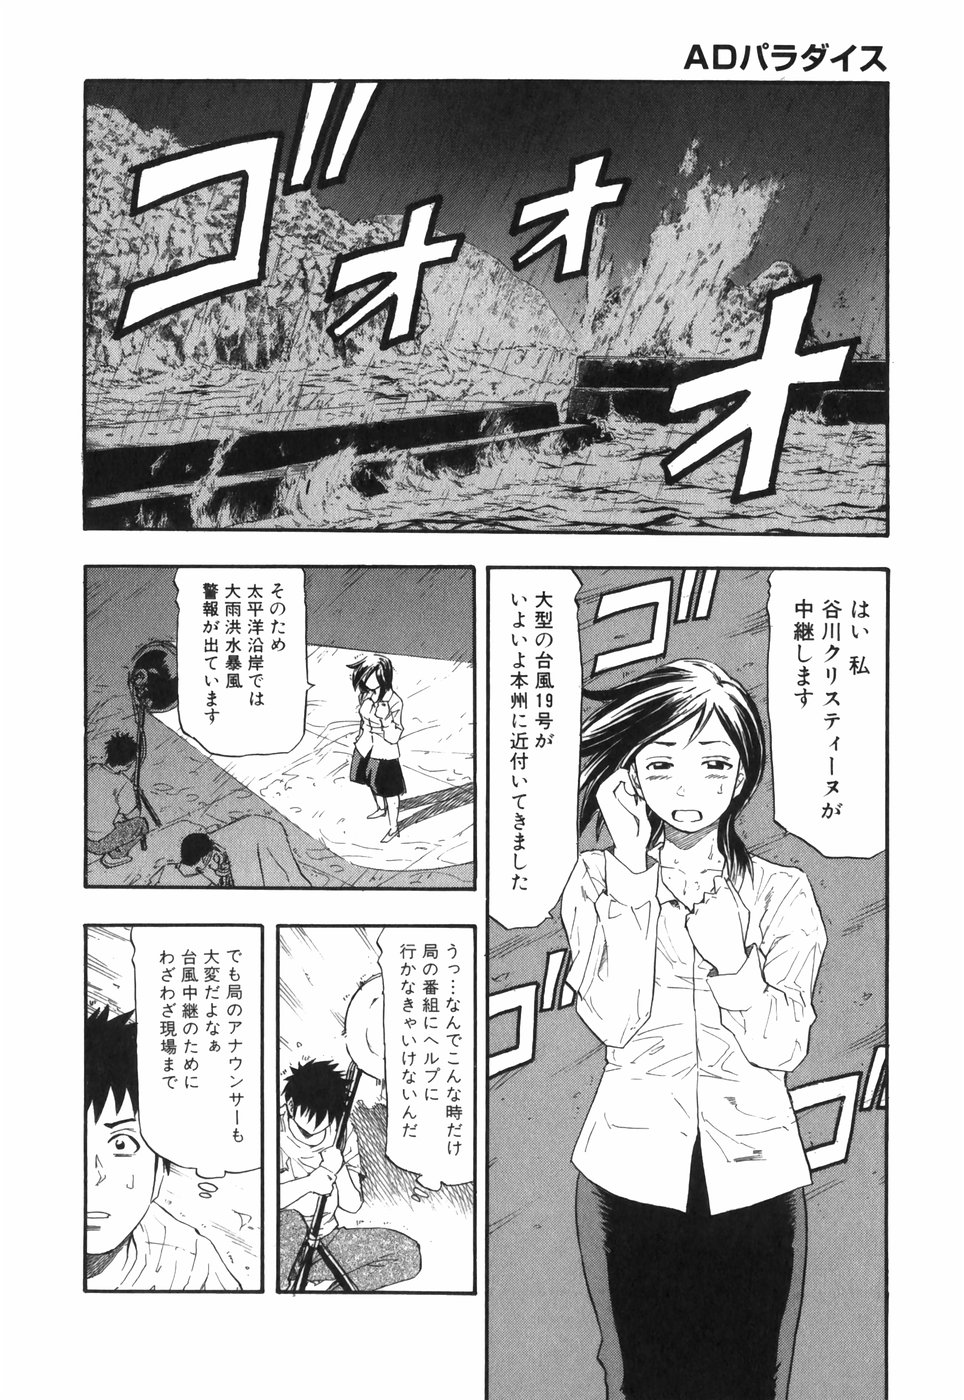 ADパラダイス
ゴォォォ
はい 私
谷川クリスティーヌが
中継します
大型の台風19号が
いよいよ本州に近付いてきました
ゴ
ゴ
ゴ
そのため
太平洋沿岸では
大雨洪水暴風
警報が出ています
うっ…なんでこんな時だけ
局の番組にヘルプに
行かなきゃいけないんだ
でも局のアナウンサーも
大変だよなぁ
台風中継のために
わざわざ現場まで